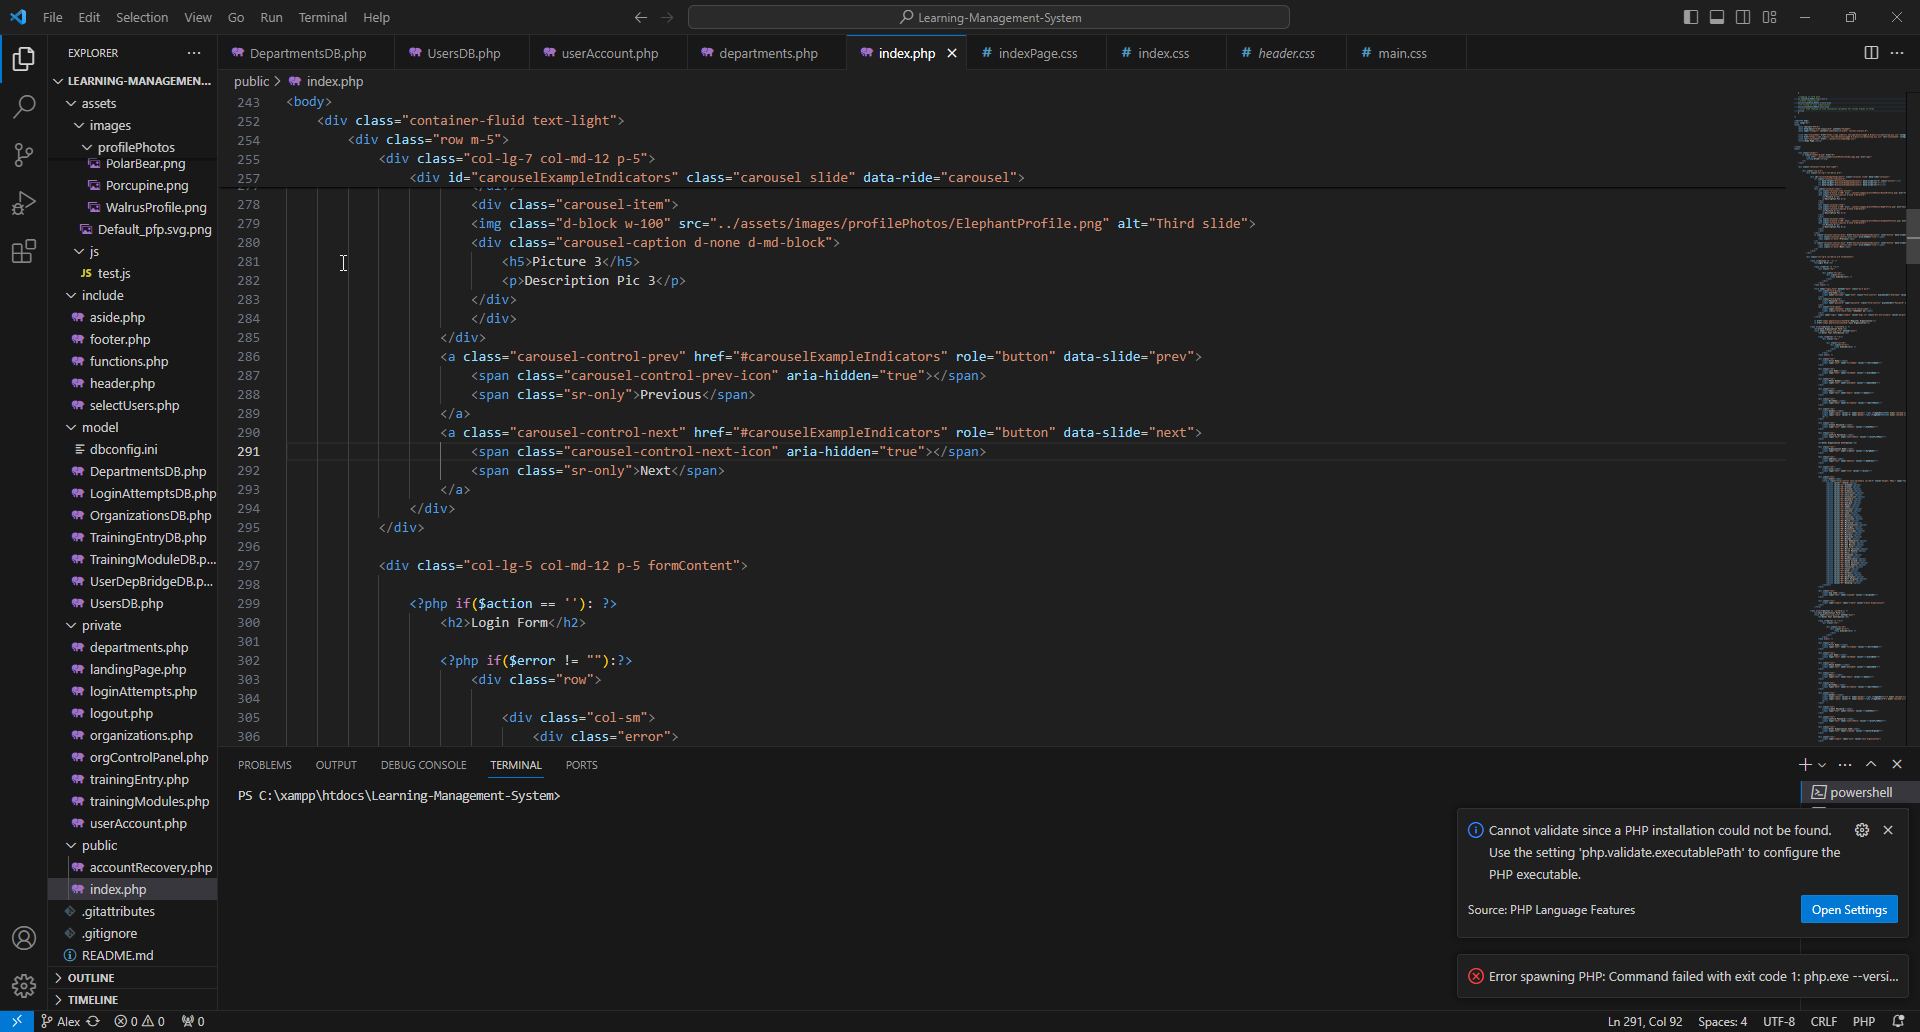 File Edit Selection View Go Run Terminal Help
Learning-Management-System
EXPLORER
LEARNING-MANAGEMEN...
assets
images
profilePhotos
PolarBear.png
Porcupine.png
WalrusProfile.png
Default_pfp.svg.png
js
JS test.js
include
aside.php
footer.php
functions.php
header.php
selectUsers.php
model
dbconfig.ini
DepartmentsDB.php
LoginAttemptsDB.php
OrganizationsDB.php
TrainingEntryDB.php
TrainingModuleDB.p...
UserDepBridgeDB.p...
UsersDB.php
private
departments.php
landingPage.php
loginAttempts.php
logout.php
organizations.php
orgControlPanel.php
trainingEntry.php
trainingModules.php
userAccount.php
public
accountRecovery.php
index.php
.gitattributes
.gitignore
README.md
OUTLINE
TIMELINE
DepartmentsDB.php UsersDB.php userAccount.php departments.php index.php # indexPage.css # index.css # header.css # main.css
public > index.php
243 <body>
252 <div class="container-fluid text-light">
254 <div class="row m-5">
255 <div class="col-lg-7 col-md-12 p-5">
257 <div id="carouselExampleIndicators" class="carousel slide" data-ride="carousel">
278 <div class="carousel-item">
279 <img class="d-block w-100" src="../assets/images/profilePhotos/ElephantProfile.png" alt="Third slide">
280 <div class="carousel-caption d-none d-md-block">
281 <h5>Picture 3</h5>
282 <p>Description Pic 3</p>
283 </div>
284 </div>
285 </div>
286 <a class="carousel-control-prev" href="#carouselExampleIndicators" role="button" data-slide="prev">
287 <span class="carousel-control-prev-icon" aria-hidden="true"></span>
288 <span class="sr-only">Previous</span>
289 </a>
290 <a class="carousel-control-next" href="#carouselExampleIndicators" role="button" data-slide="next">
291 <span class="carousel-control-next-icon" aria-hidden="true"></span>
292 <span class="sr-only">Next</span>
293 </a>
294 </div>
295 </div>
296
297 <div class="col-lg-5 col-md-12 p-5 formContent">
298
299 <?php if($action == ''): ?>
300 <h2>Login Form</h2>
301
302 <?php if($error != ""):?>
303 <div class="row">
304
305 <div class="col-sm">
306 <div class="error">
PROBLEMS OUTPUT DEBUG CONSOLE TERMINAL PORTS
PS C:\xampp\htdocs\Learning-Management-System>
powershell
Cannot validate since a PHP installation could not be found.
Use the setting 'php.validate.executablePath' to configure the
PHP executable.
Source: PHP Language Features
Open Settings
Error spawning PHP: Command failed with exit code 1: php.exe --versi...
Alex 0 0 0
Ln 291, Col 92 Spaces: 4 UTF-8 CRLF PHP